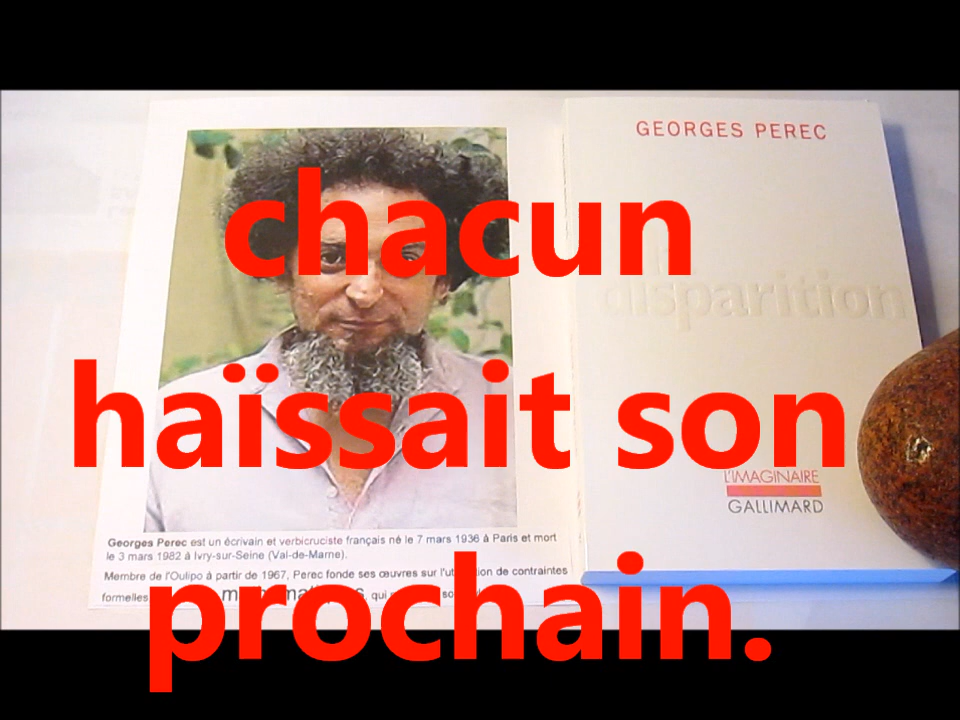 chacun
haïssait son
prochain.
GEORGES PEREC
disparition
L'IMAGINAIRE
GALLIMARD
Georges Perec est un écrivain et verbicruciste français né le 7 mars 1936 à Paris et mort
le 3 mars 1982 à Ivry-sur-Seine (Val-de-Marne).
Membre de l'Oulipo à partir de 1967, Perec fonde ses œuvres sur l'utilisation de contraintes
formelles qui